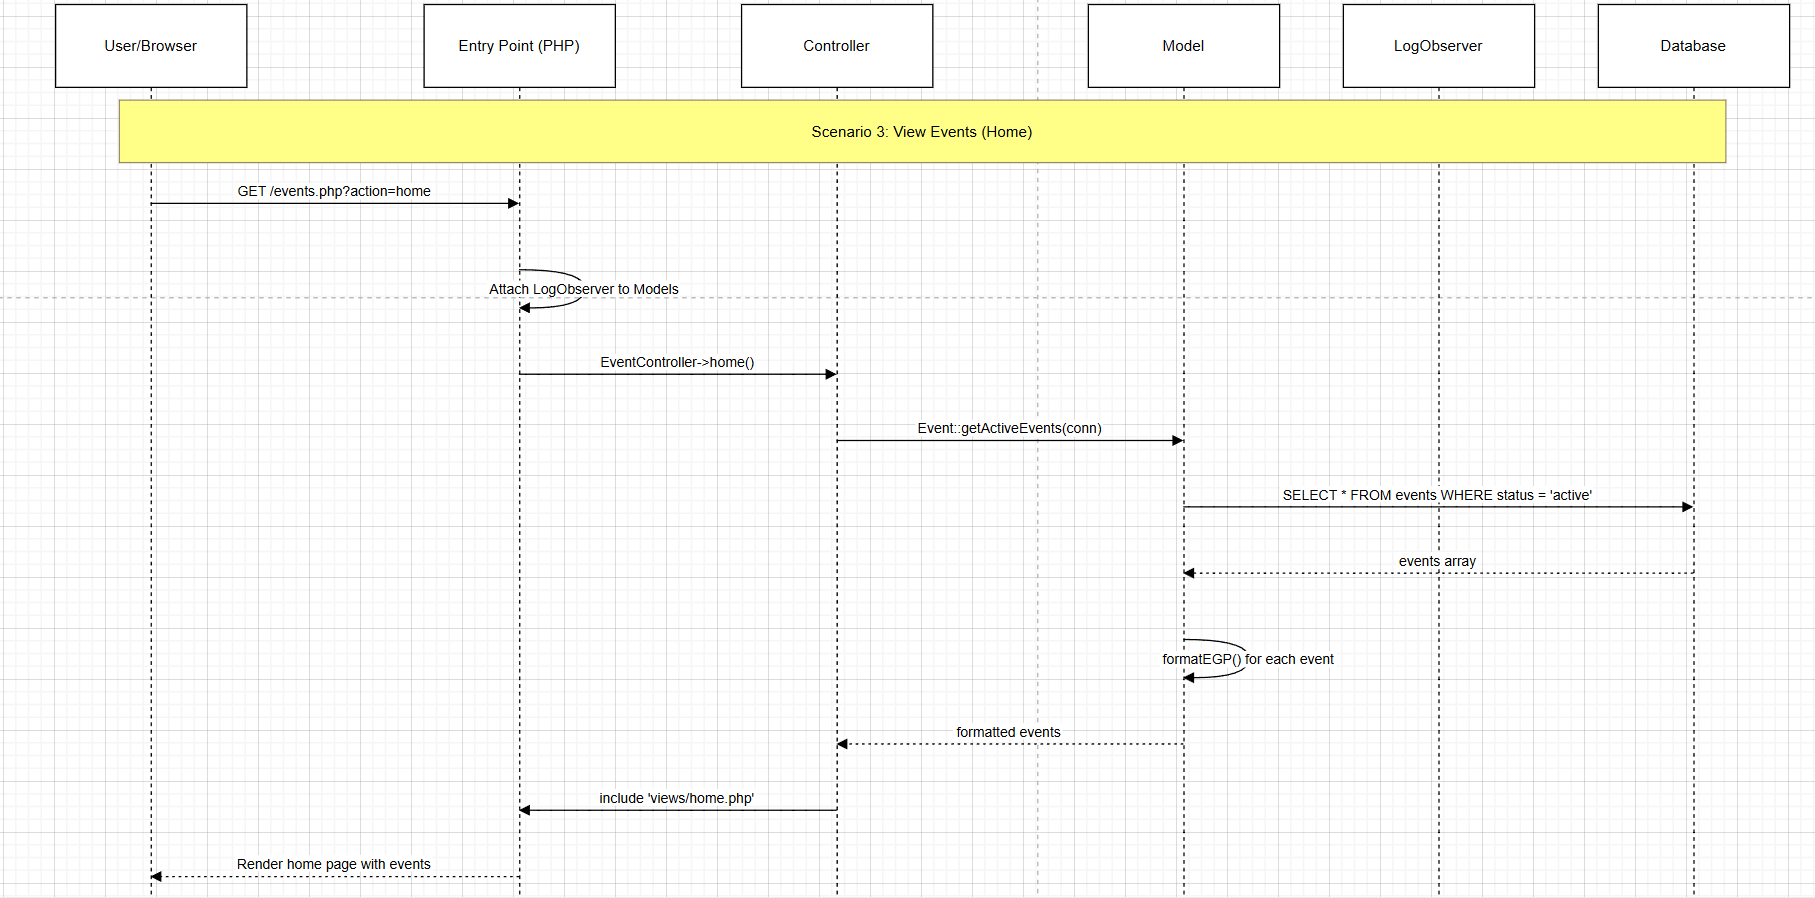 User/Browser
Entry Point (PHP)
Controller
Model
LogObserver
Database
Scenario 3: View Events (Home)
GET /events.php?action=home
Attach LogObserver to Models
EventController->home()
Event::getActiveEvents(conn)
SELECT * FROM events WHERE status = 'active'
events array
formatEGP() for each event
formatted events
include 'views/home.php'
Render home page with events